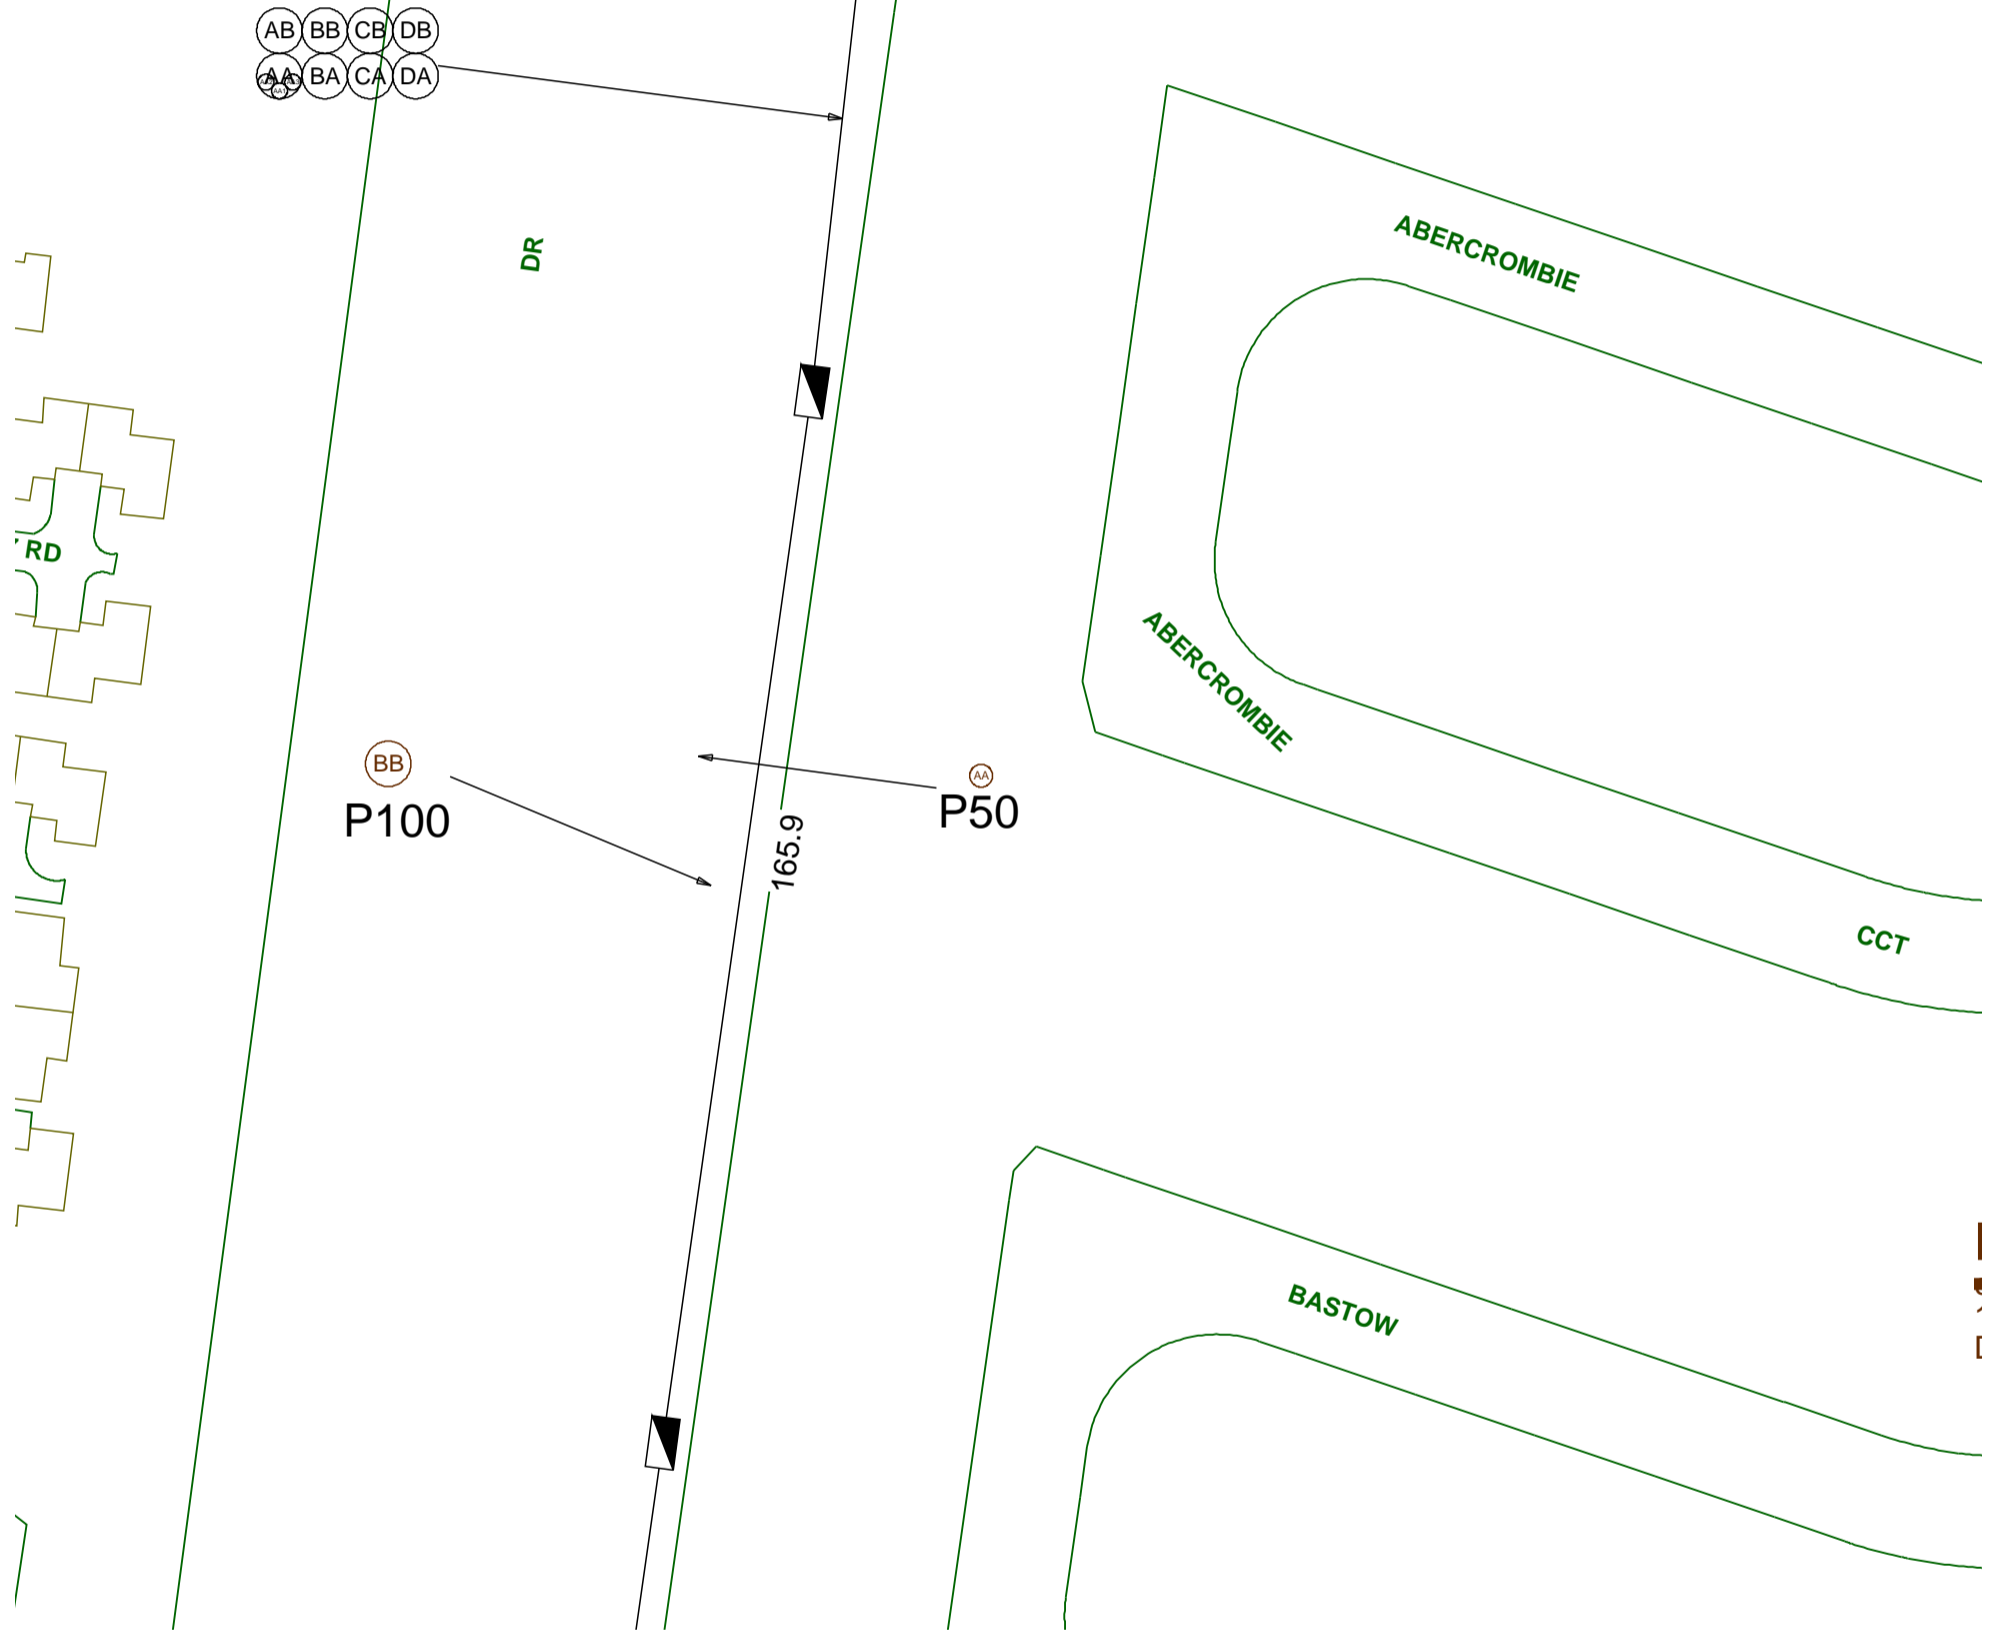 AB BB CB DB
AA BA CA DA
AA1
DR
ABERCROMBIE
RD
ABERCROMBIE
BB
P100
AA
P50
165.9
CCT
BASTOW